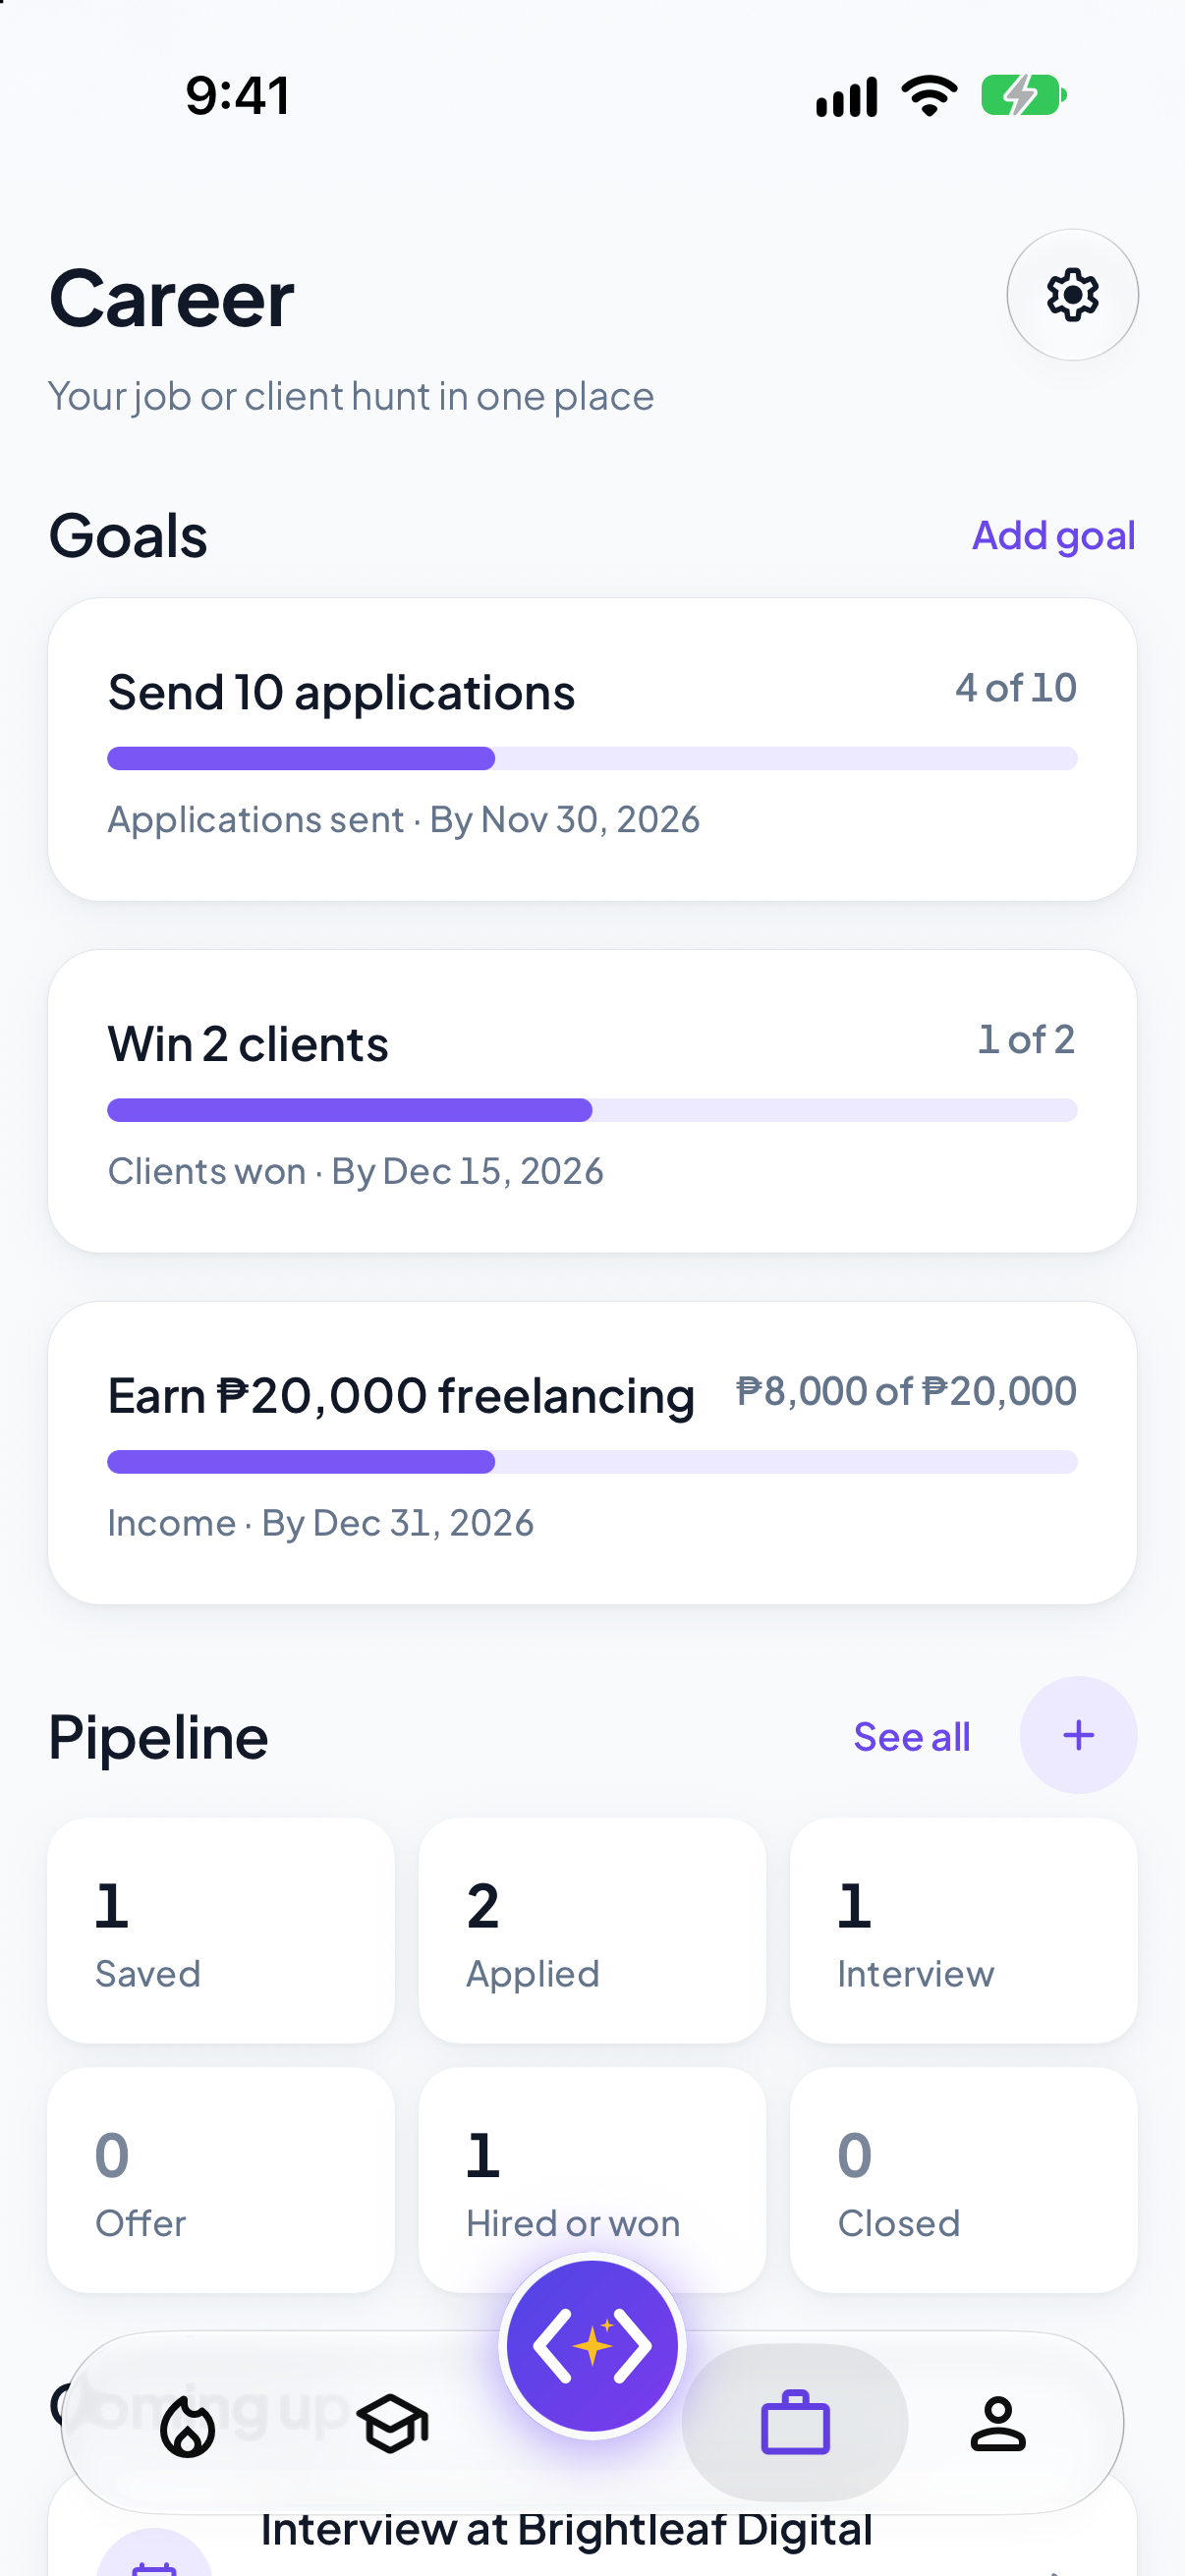 9:41
Career
Your job or client hunt in one place
Goals
Add goal
Send 10 applications
4 of 10
Applications sent · By Nov 30, 2026
Win 2 clients
1 of 2
Clients won · By Dec 15, 2026
Earn ₱20,000 freelancing
₱8,000 of ₱20,000
Income · By Dec 31, 2026
Pipeline
See all
1
Saved
2
Applied
1
Interview
0
Offer
1
Hired or won
0
Closed
Coming up
Interview at Brightleaf Digital